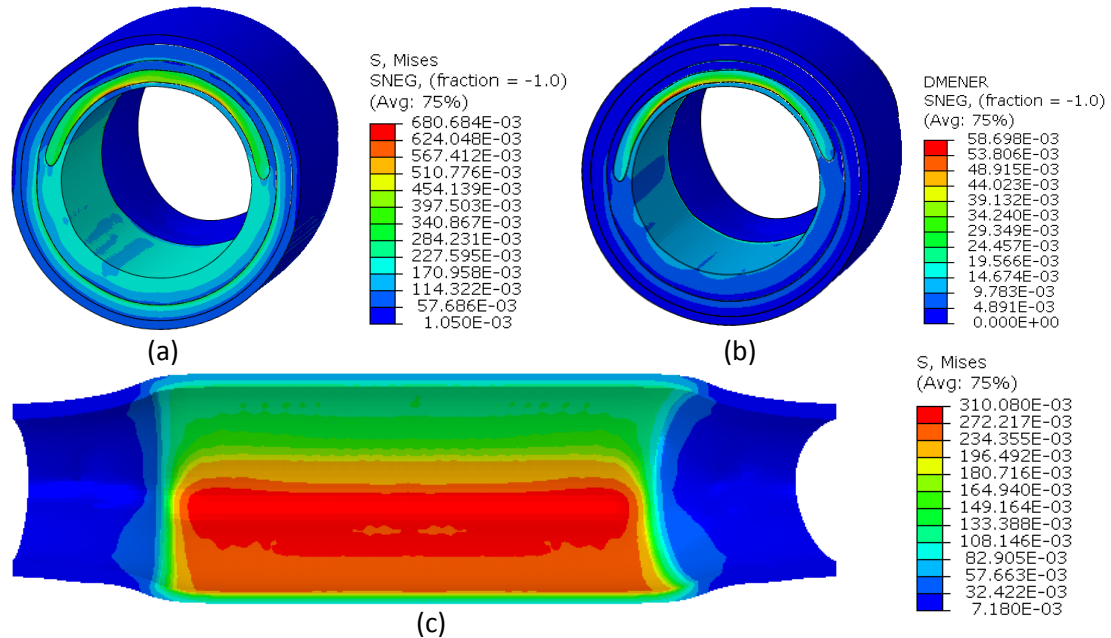 S, Mises
SNEG, (fraction = -1.0)
(Avg: 75%)
680.684E-03
624.048E-03
567.412E-03
510.776E-03
454.139E-03
397.503E-03
340.867E-03
284.231E-03
227.595E-03
170.958E-03
114.322E-03
57.686E-03
1.050E-03
(a)
DMENER
SNEG, (fraction = -1.0)
(Avg: 75%)
58.698E-03
53.806E-03
48.915E-03
44.023E-03
39.132E-03
34.240E-03
29.349E-03
24.457E-03
19.566E-03
14.674E-03
9.783E-03
4.891E-03
0.000E+00
(b)
S, Mises
(Avg: 75%)
310.080E-03
272.217E-03
234.355E-03
196.492E-03
180.716E-03
164.940E-03
149.164E-03
133.388E-03
108.146E-03
82.905E-03
57.663E-03
32.422E-03
7.180E-03
(c)